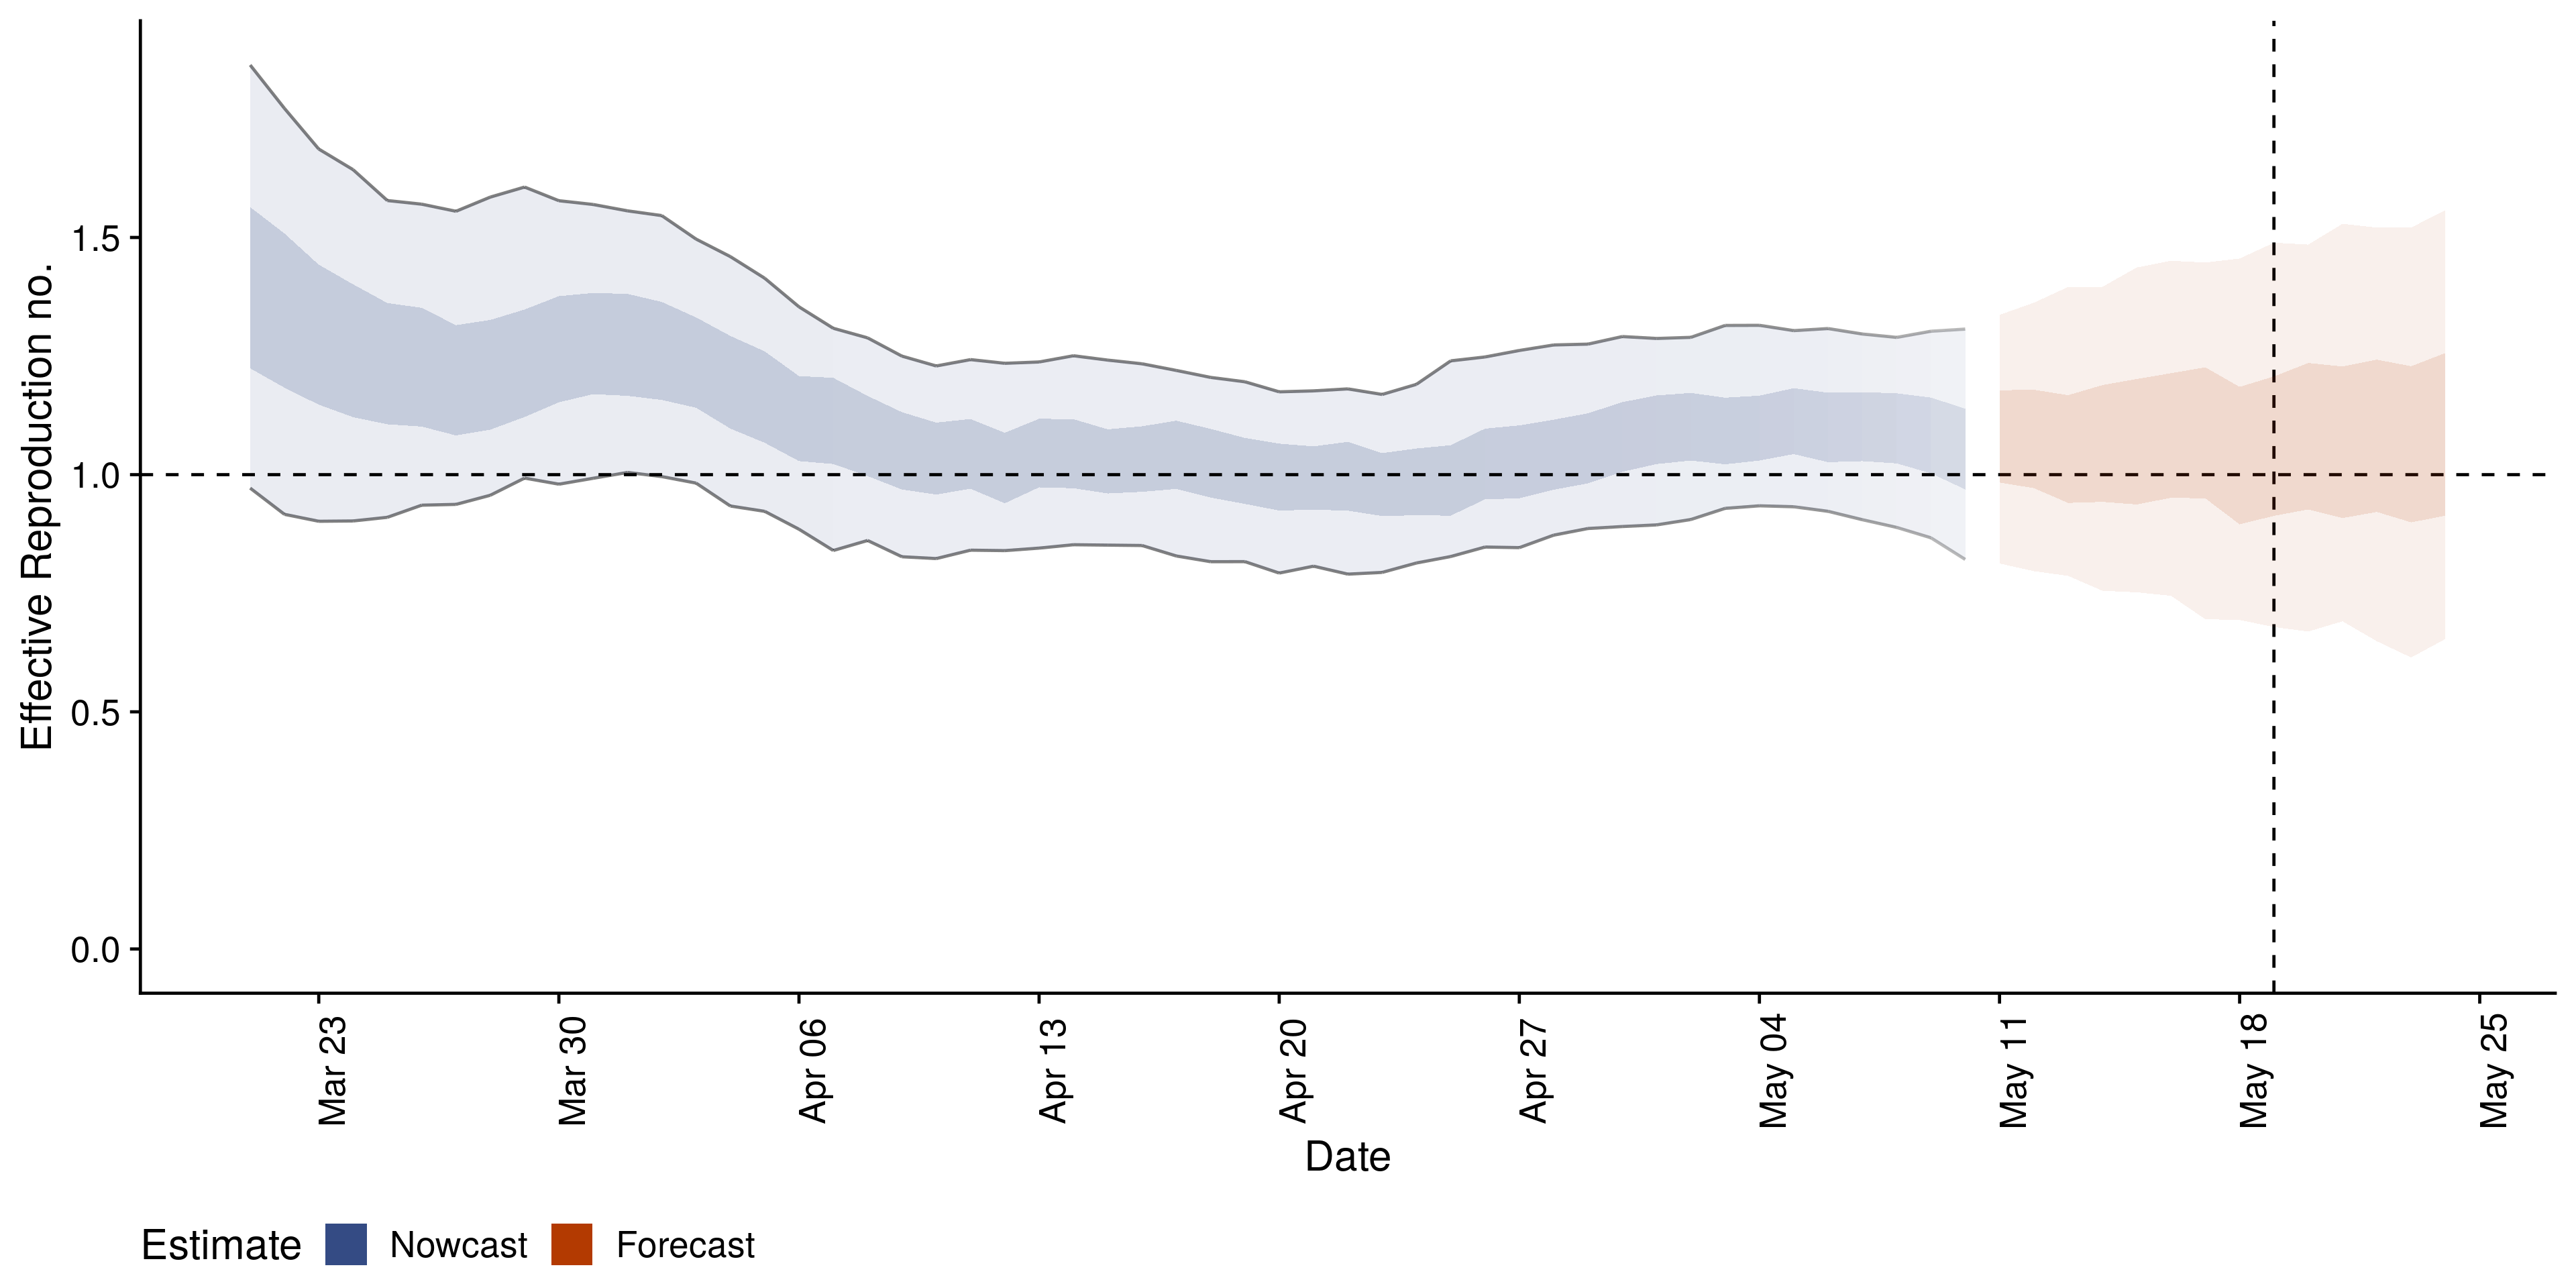 Effective Reproduction no.
1.5
1.0
0.5
0.0
Mar 23
Mar 30
Apr 06
Apr 13
Apr 20
Apr 27
May 04
May 11
May 18
May 25
Date
Estimate Nowcast Forecast